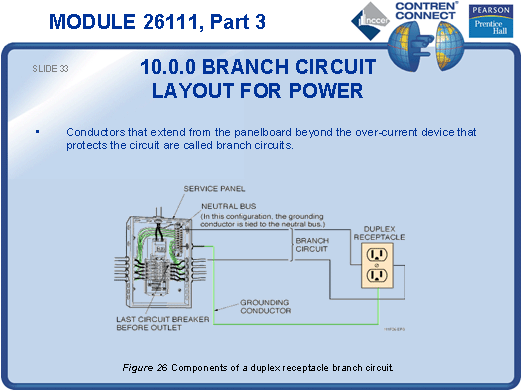 MODULE 26111, Part 3
nccer
CONTREN®
CONNECT
PEARSON
Prentice
Hall
SLIDE 33
10.0.0 BRANCH CIRCUIT
LAYOUT FOR POWER
• Conductors that extend from the panelboard beyond the over-current device that
protects the circuit are called branch circuits.
SERVICE PANEL
NEUTRAL BUS
(In this configuration, the grounding
conductor is tied to the neutral bus.)
BRANCH
CIRCUIT
DUPLEX
RECEPTACLE
GROUNDING
CONDUCTOR
LAST CIRCUIT BREAKER
BEFORE OUTLET
Figure 26 Components of a duplex receptacle branch circuit.